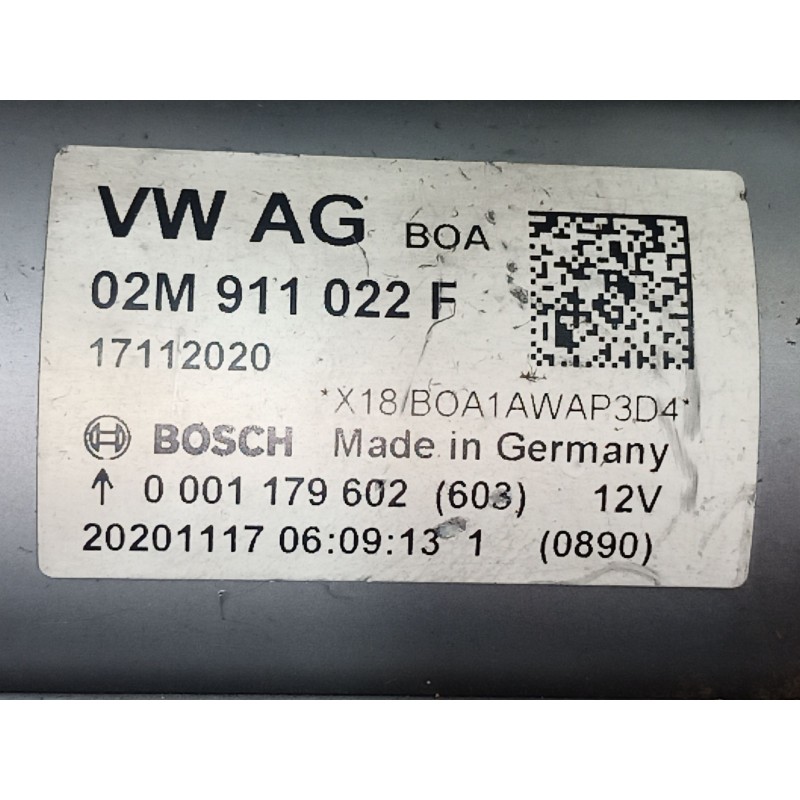 VW AG BOA
02M 911 022 F
17112020
*X18/BOA1AWAP3D4*
BOSCH Made in Germany
↑ 0 001 179 602 (603) 12V
20201117 06:09:13 1 (0890)